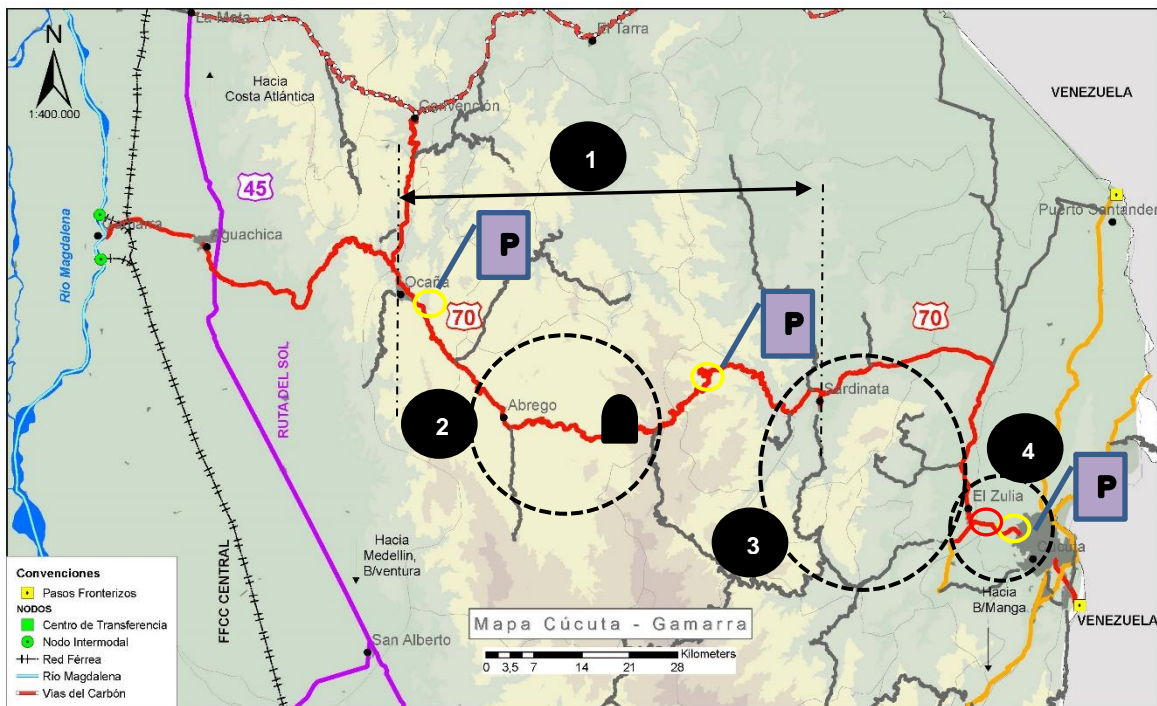 La Mata
El Tarra
N
1:400.000
Hacia
Costa Atlántica
Convención
VENEZUELA
1
45
P
Puerto Santander
Río Magdalena
Aguachica
Ocaña
70
P
70
RUTA DEL SOL
Sardinata
Abrego
2
4
P
El Zulia
3
Cúcuta
Hacia
Medellin,
B/ventura
Hacia
B/Manga
VENEZUELA
FFCC CENTRAL
San Alberto
Mapa Cúcuta - Gamarra
Kilometers
0 3,5 7 14 21 28
Convenciones
Pasos Fronterizos
NODOS
Centro de Transferencia
Nodo Intermodal
Red Férrea
Río Magdalena
Vias del Carbón